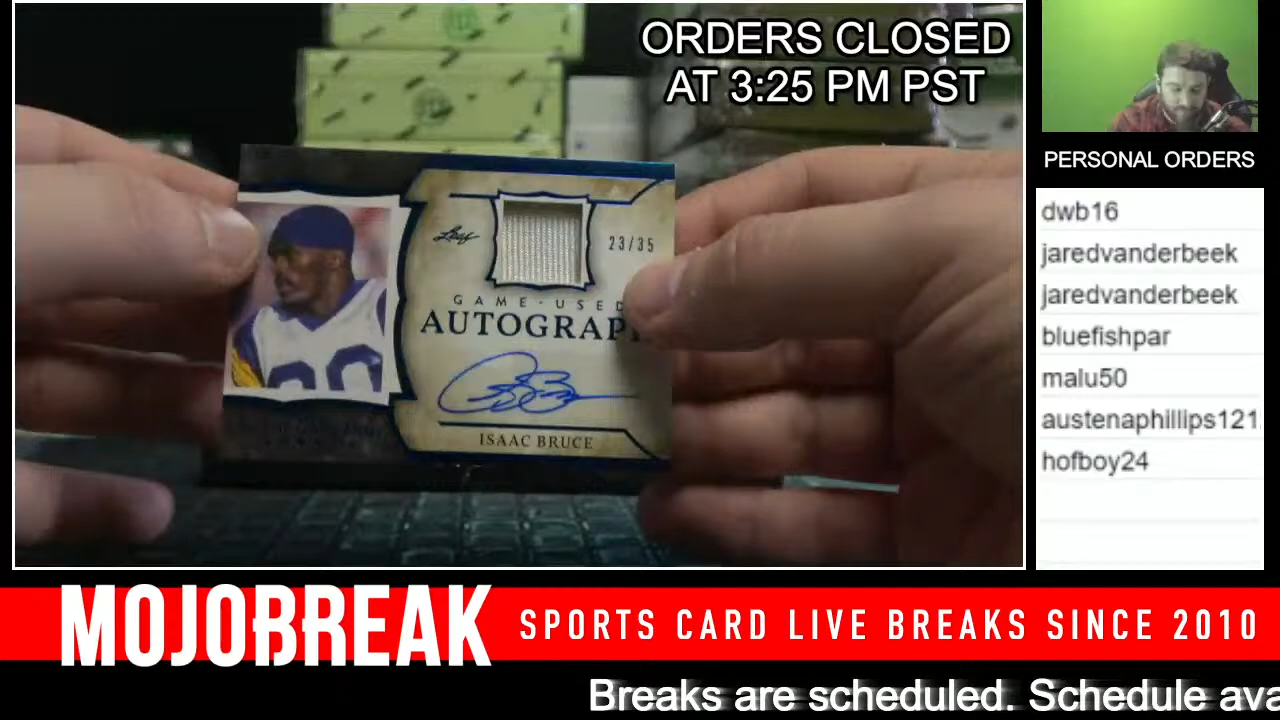 ORDERS CLOSED
AT 3:25 PM PST
PERSONAL ORDERS
dwb16
jaredvanderbeek
jaredvanderbeek
bluefishpar
malu50
austenaphillips121
hofboy24
Leaf
23/35
GAME-USED
AUTOGRAP
ISAAC BRUCE
MOJOBREAK
SPORTS CARD LIVE BREAKS SINCE 2010
Breaks are scheduled. Schedule ava